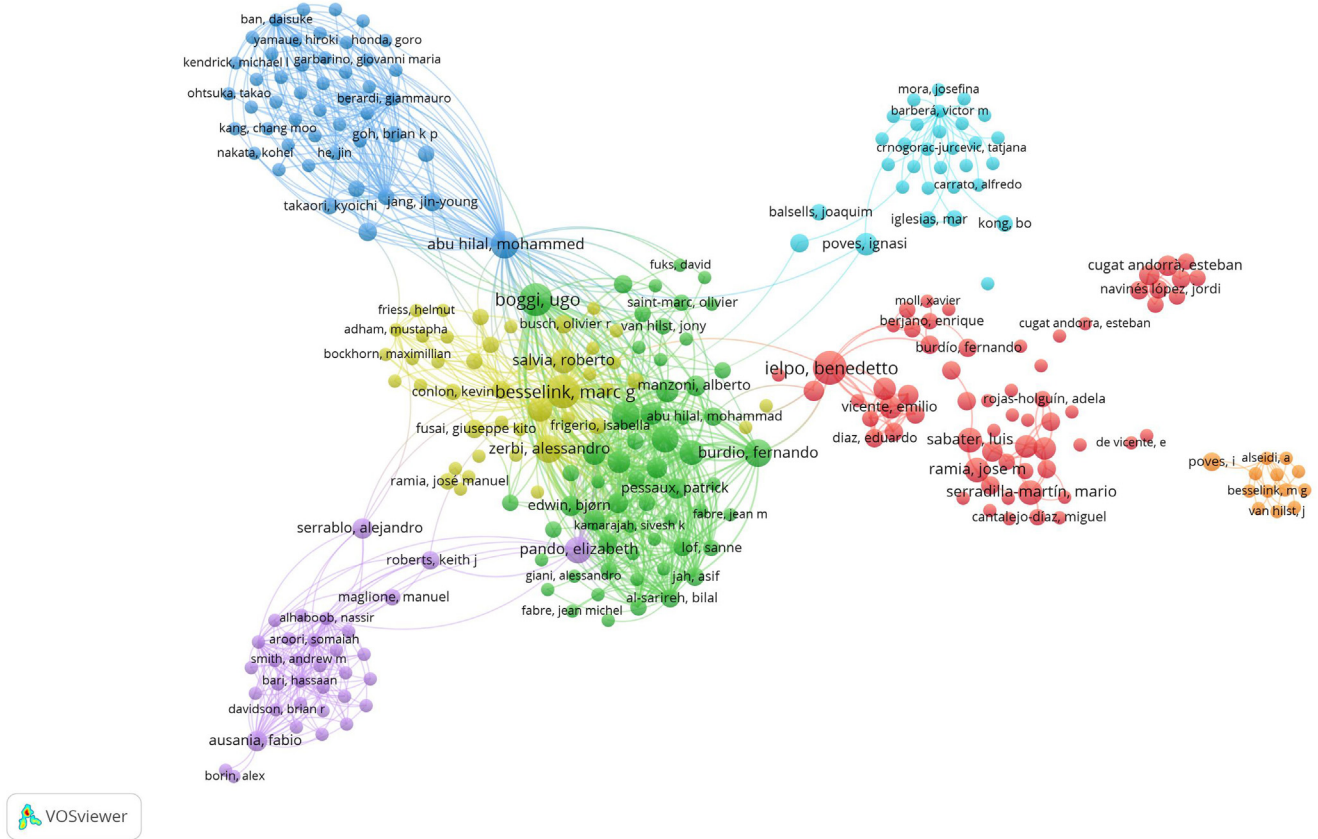 ban, daisuke
yamaue, hiroki
honda, goro
kendrick, michael l
garbarino, giovanni maria
ohtsuka, takao
berardi, giammauro
kang, chang moo
goh, brian k p
nakata, kohei
he, jin
takaori, kyoichi
jang, jin-young
abu hilal, mohammed
mora, josefina
barberá, victor m
crnogorac-jurcevic, tatjana
carrato, alfredo
balsells, joaquim
iglesias, mar
kong, bo
poves, ignasi
fuks, david
boggi, ugo
saint-marc, olivier
friess, helmut
busch, olivier r
van hilst, jony
adham, mustapha
bockhorn, maximillian
salvia, roberto
conlon, kevin
besselink, marc g
manzoni, alberto
abu hilal, mohammad
fusai, giuseppe kito
frigerio, isabella
zerbi, alessandro
burdio, fernando
ramia, josé manuel
pessaux, patrick
edwin, bjørn
fabre, jean m
kamarajah, sivesh k
serrablo, alejandro
pando, elizabeth
lof, sanne
roberts, keith j
giani, alessandro
jah, asif
maglione, manuel
al-sarireh, bilal
fabre, jean michel
alhaboob, nassir
aroori, somaiah
smith, andrew m
bari, hassaan
davidson, brian r
ausania, fabio
borin, alex
cugat andorrà, esteban
navinés lópez, jordi
moll, xavier
berjano, enrique
cugat andorra, esteban
burdío, fernando
ielpo, benedetto
vicente, emilio
rojas-holguín, adela
diaz, eduardo
sabater, luis
de vicente, e
ramia, jose m
serradilla-martín, mario
cantalejo-díaz, miguel
poves, i
alseidi, a
besselink, m g
van hilst, j
VOSviewer